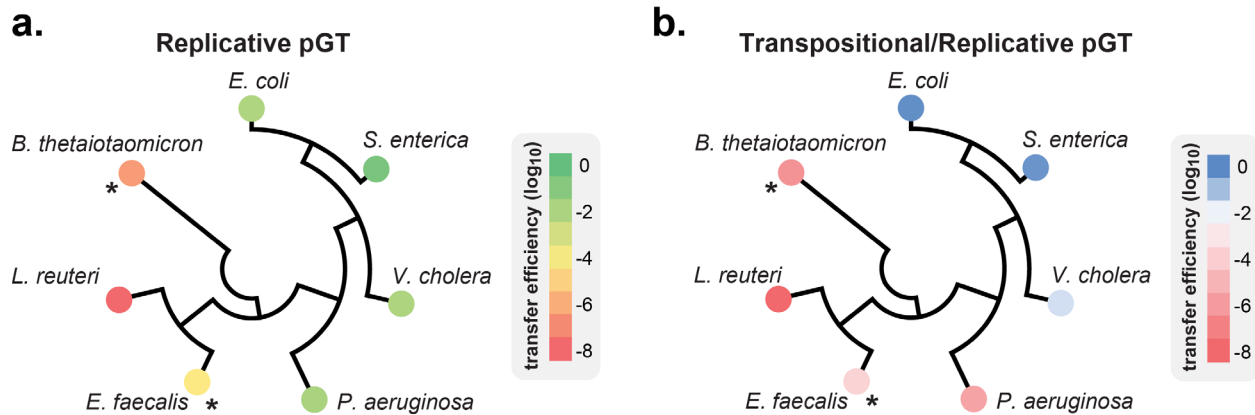 a.
Replicative pGT
E. coli
S. enterica
B. thetaiotaomicron
*
L. reuteri
V. cholera
E. faecalis
*
P. aeruginosa
transfer efficiency (log10)
0
-2
-4
-6
-8
b.
Transpositional/Replicative pGT
E. coli
S. enterica
B. thetaiotaomicron
*
L. reuteri
V. cholera
E. faecalis
*
P. aeruginosa
transfer efficiency (log10)
0
-2
-4
-6
-8